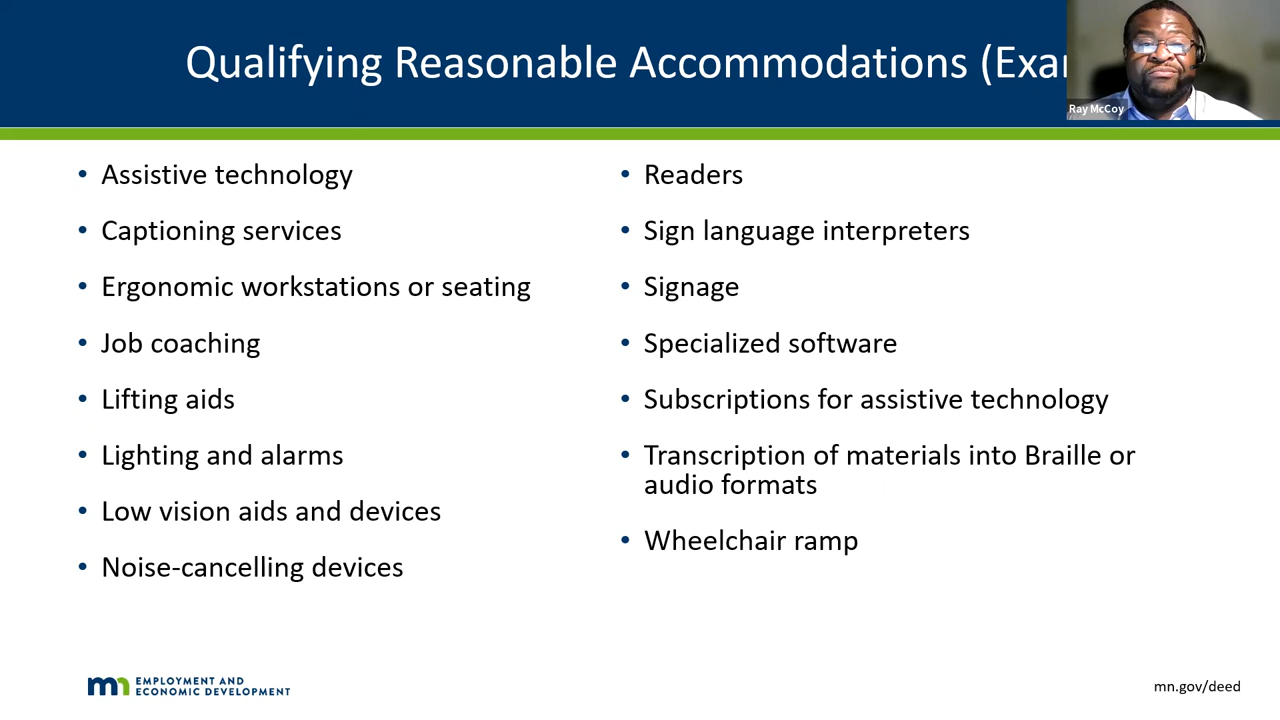 Qualifying Reasonable Accommodations (Exa
Ray McCoy
• Assistive technology
• Captioning services
• Ergonomic workstations or seating
• Job coaching
• Lifting aids
• Lighting and alarms
• Low vision aids and devices
• Noise-cancelling devices
• Readers
• Sign language interpreters
• Signage
• Specialized software
• Subscriptions for assistive technology
• Transcription of materials into Braille or
audio formats
• Wheelchair ramp
mn EMPLOYMENT AND
ECONOMIC DEVELOPMENT
mn.gov/deed